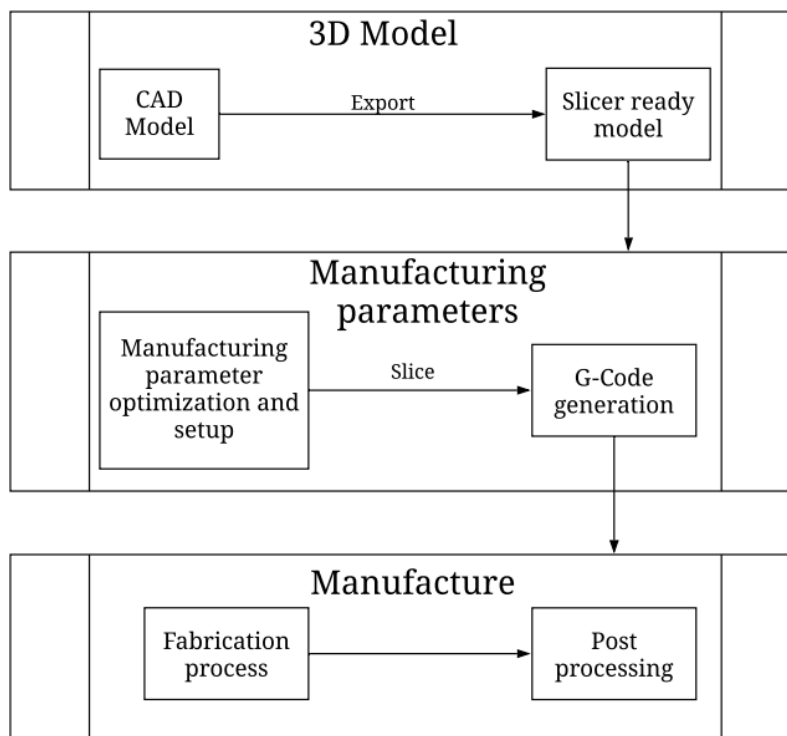 3D Model
CAD
Model
Export
Slicer ready
model
Manufacturing
parameters
Manufacturing
parameter
optimization and
setup
Slice
G-Code
generation
Manufacture
Fabrication
process
Post
processing